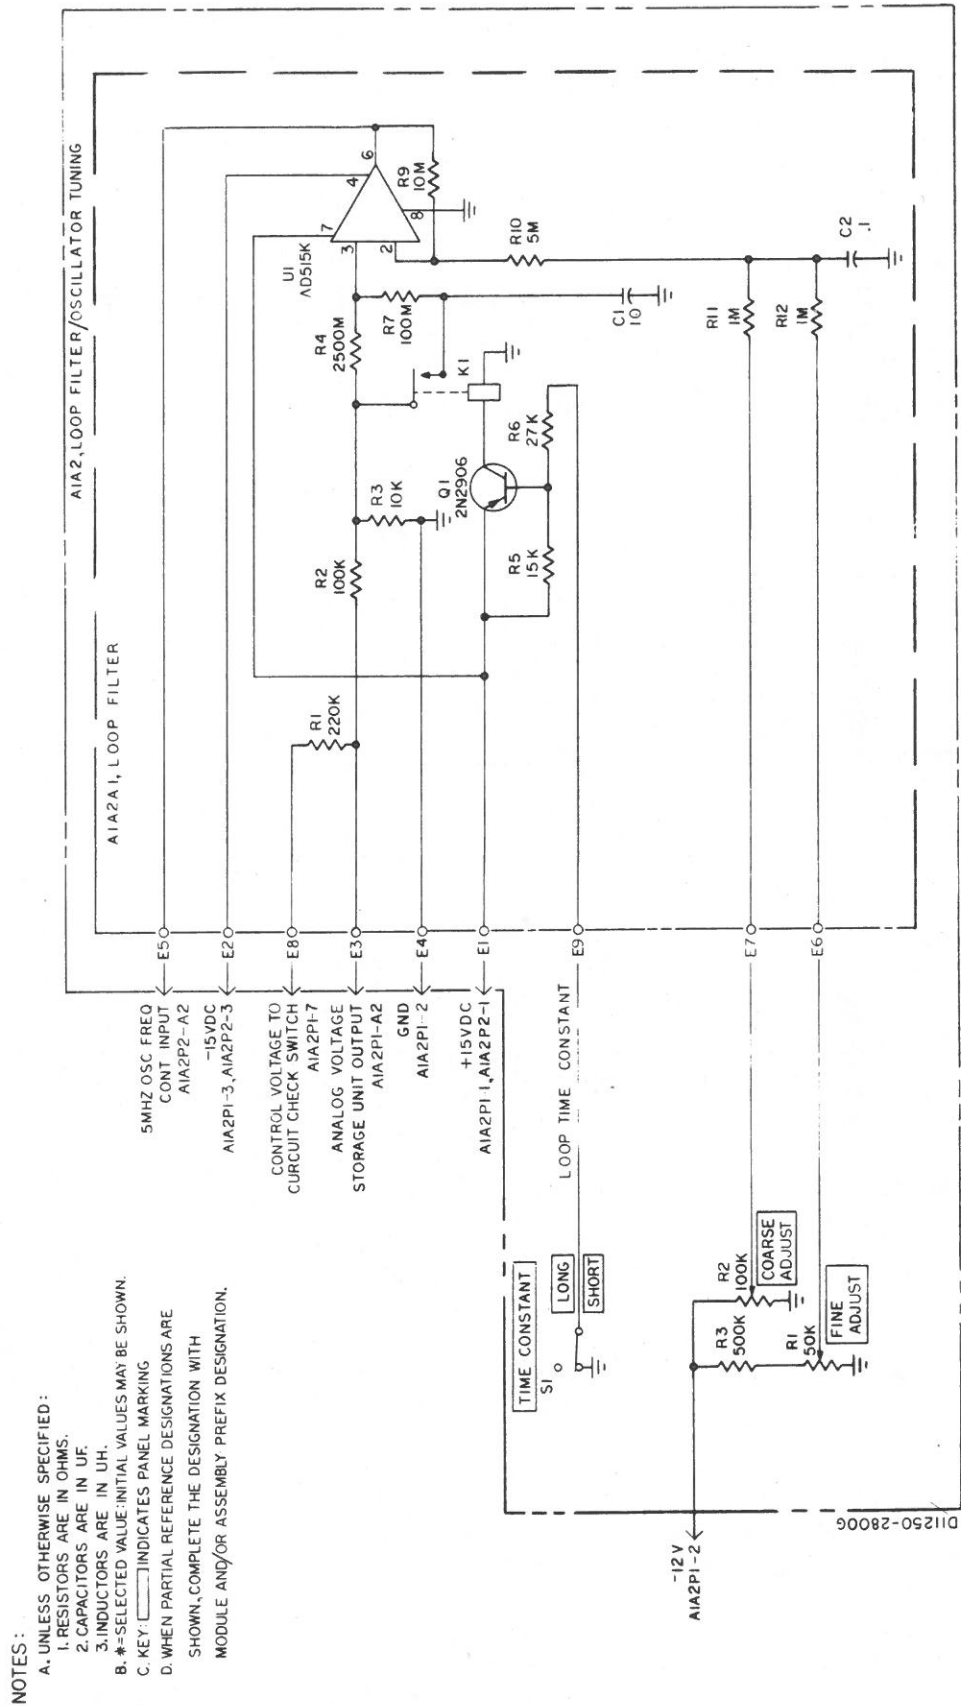 NOTES:
A. UNLESS OTHERWISE SPECIFIED:
1. RESISTORS ARE IN OHMS.
2. CAPACITORS ARE IN UF.
3. INDUCTORS ARE IN UH.
B. *=SELECTED VALUE:INITIAL VALUES MAY BE SHOWN.
C. KEY: INDICATES PANEL MARKING
D. WHEN PARTIAL REFERENCE DESIGNATIONS ARE
SHOWN, COMPLETE THE DESIGNATION WITH
MODULE AND/OR ASSEMBLY PREFIX DESIGNATION.
A1A2, LOOP FILTER/OSCILLATOR TUNING
A1A2A1, LOOP FILTER
5MHZ OSC FREQ
CONT INPUT
A1A2P2-A2
E5
-15VDC
A1A2P1-3, A1A2P2-3
E2
CONTROL VOLTAGE TO
CURCUIT CHECK SWITCH
A1A2P1-7
E8
ANALOG VOLTAGE
STORAGE UNIT OUTPUT
A1A2P1-A2
E3
GND
A1A2P1-2
E4
+15VDC
A1A2P1-1, A1A2P2-1
E1
LOOP TIME CONSTANT
E9
E7
E6
R1
220K
R2
100K
R3
10K
R4
2500M
U1
AD515K
7
4
6
3
2
8
R9
10M
R7
100M
R10
5M
K1
C1
10
Q1
2N2906
R5
15K
R6
27K
R11
1M
R12
1M
C2
.1
TIME CONSTANT
S1
LONG
SHORT
R2
100K
COARSE
ADJUST
R3
500K
R1
50K
FINE
ADJUST
-12V
A1A2P1-2
D11250-2800G